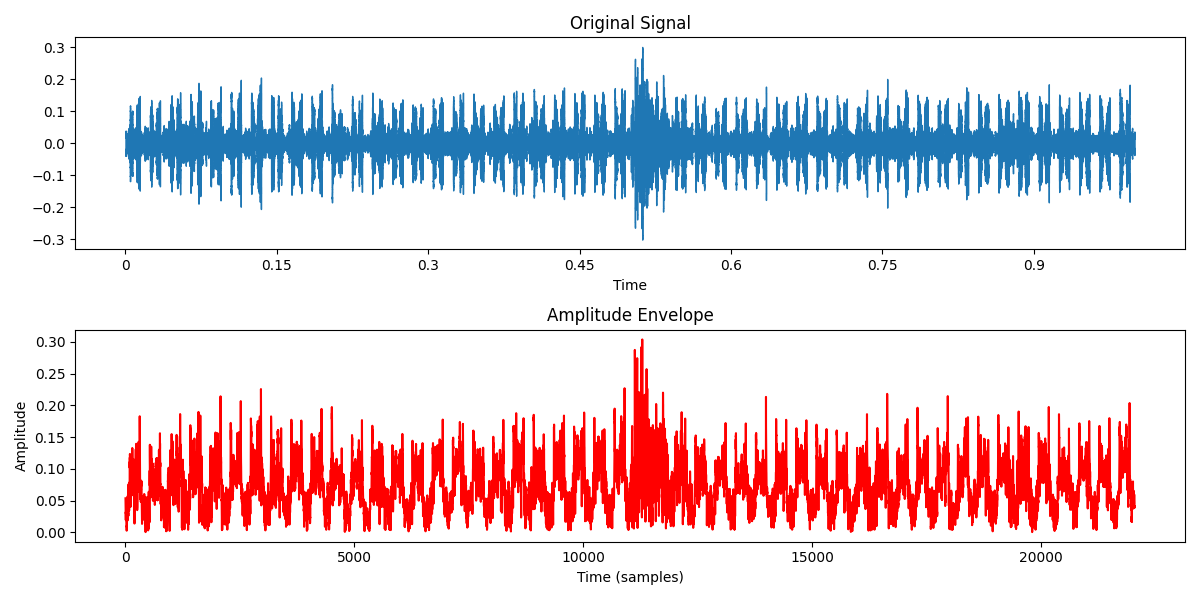 Original Signal
0.3
0.2
0.1
0.0
−0.1
−0.2
−0.3
0 0.15 0.3 0.45 0.6 0.75 0.9
Time
Amplitude Envelope
0.30
0.25
0.20
0.15
0.10
0.05
0.00
Amplitude
0 5000 10000 15000 20000
Time (samples)